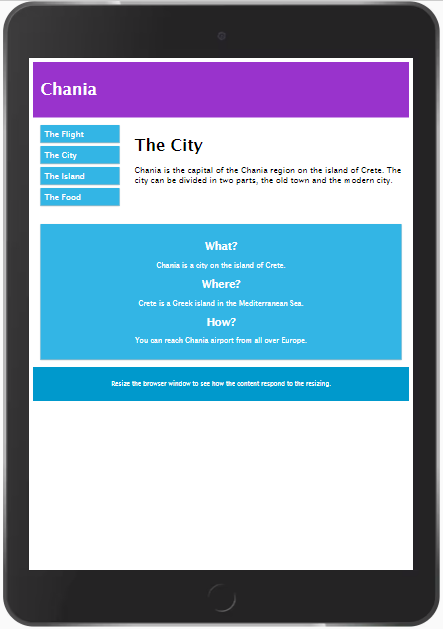 Chania
The Flight
The City
The Island
The Food
The City
Chania is the capital of the Chania region on the island of Crete. The
city can be divided in two parts, the old town and the modern city.
What?
Chania is a city on the island of Crete.
Where?
Crete is a Greek island in the Mediterranean Sea.
How?
You can reach Chania airport from all over Europe.
Resize the browser window to see how the content respond to the resizing.